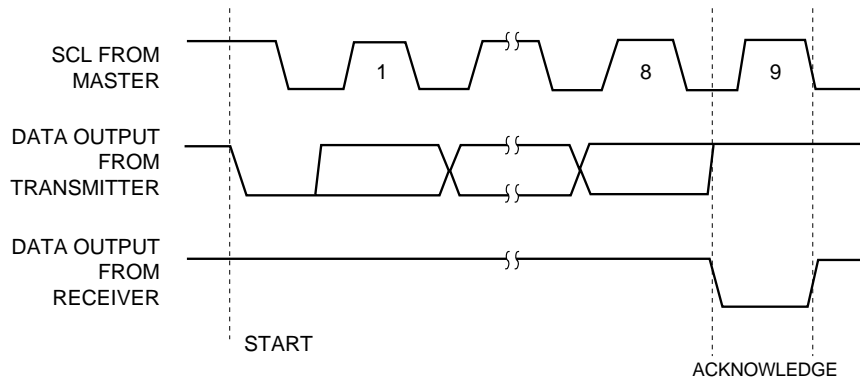 SCL FROM
MASTER
1
8
9
DATA OUTPUT
FROM
TRANSMITTER
DATA OUTPUT
FROM
RECEIVER
START
ACKNOWLEDGE